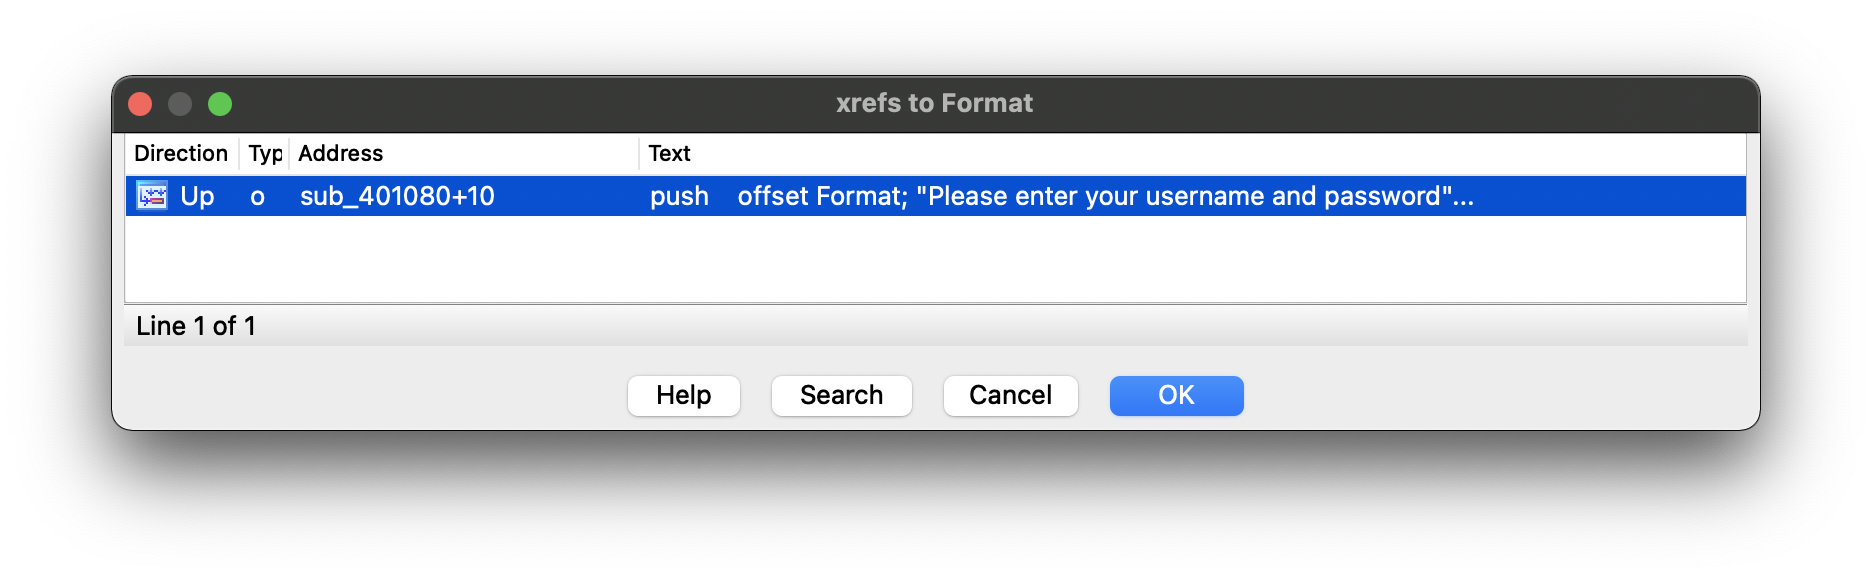 xrefs to Format
Direction Typ Address Text
Up o sub_401080+10 push offset Format; "Please enter your username and password"...
Line 1 of 1
Help Search Cancel OK